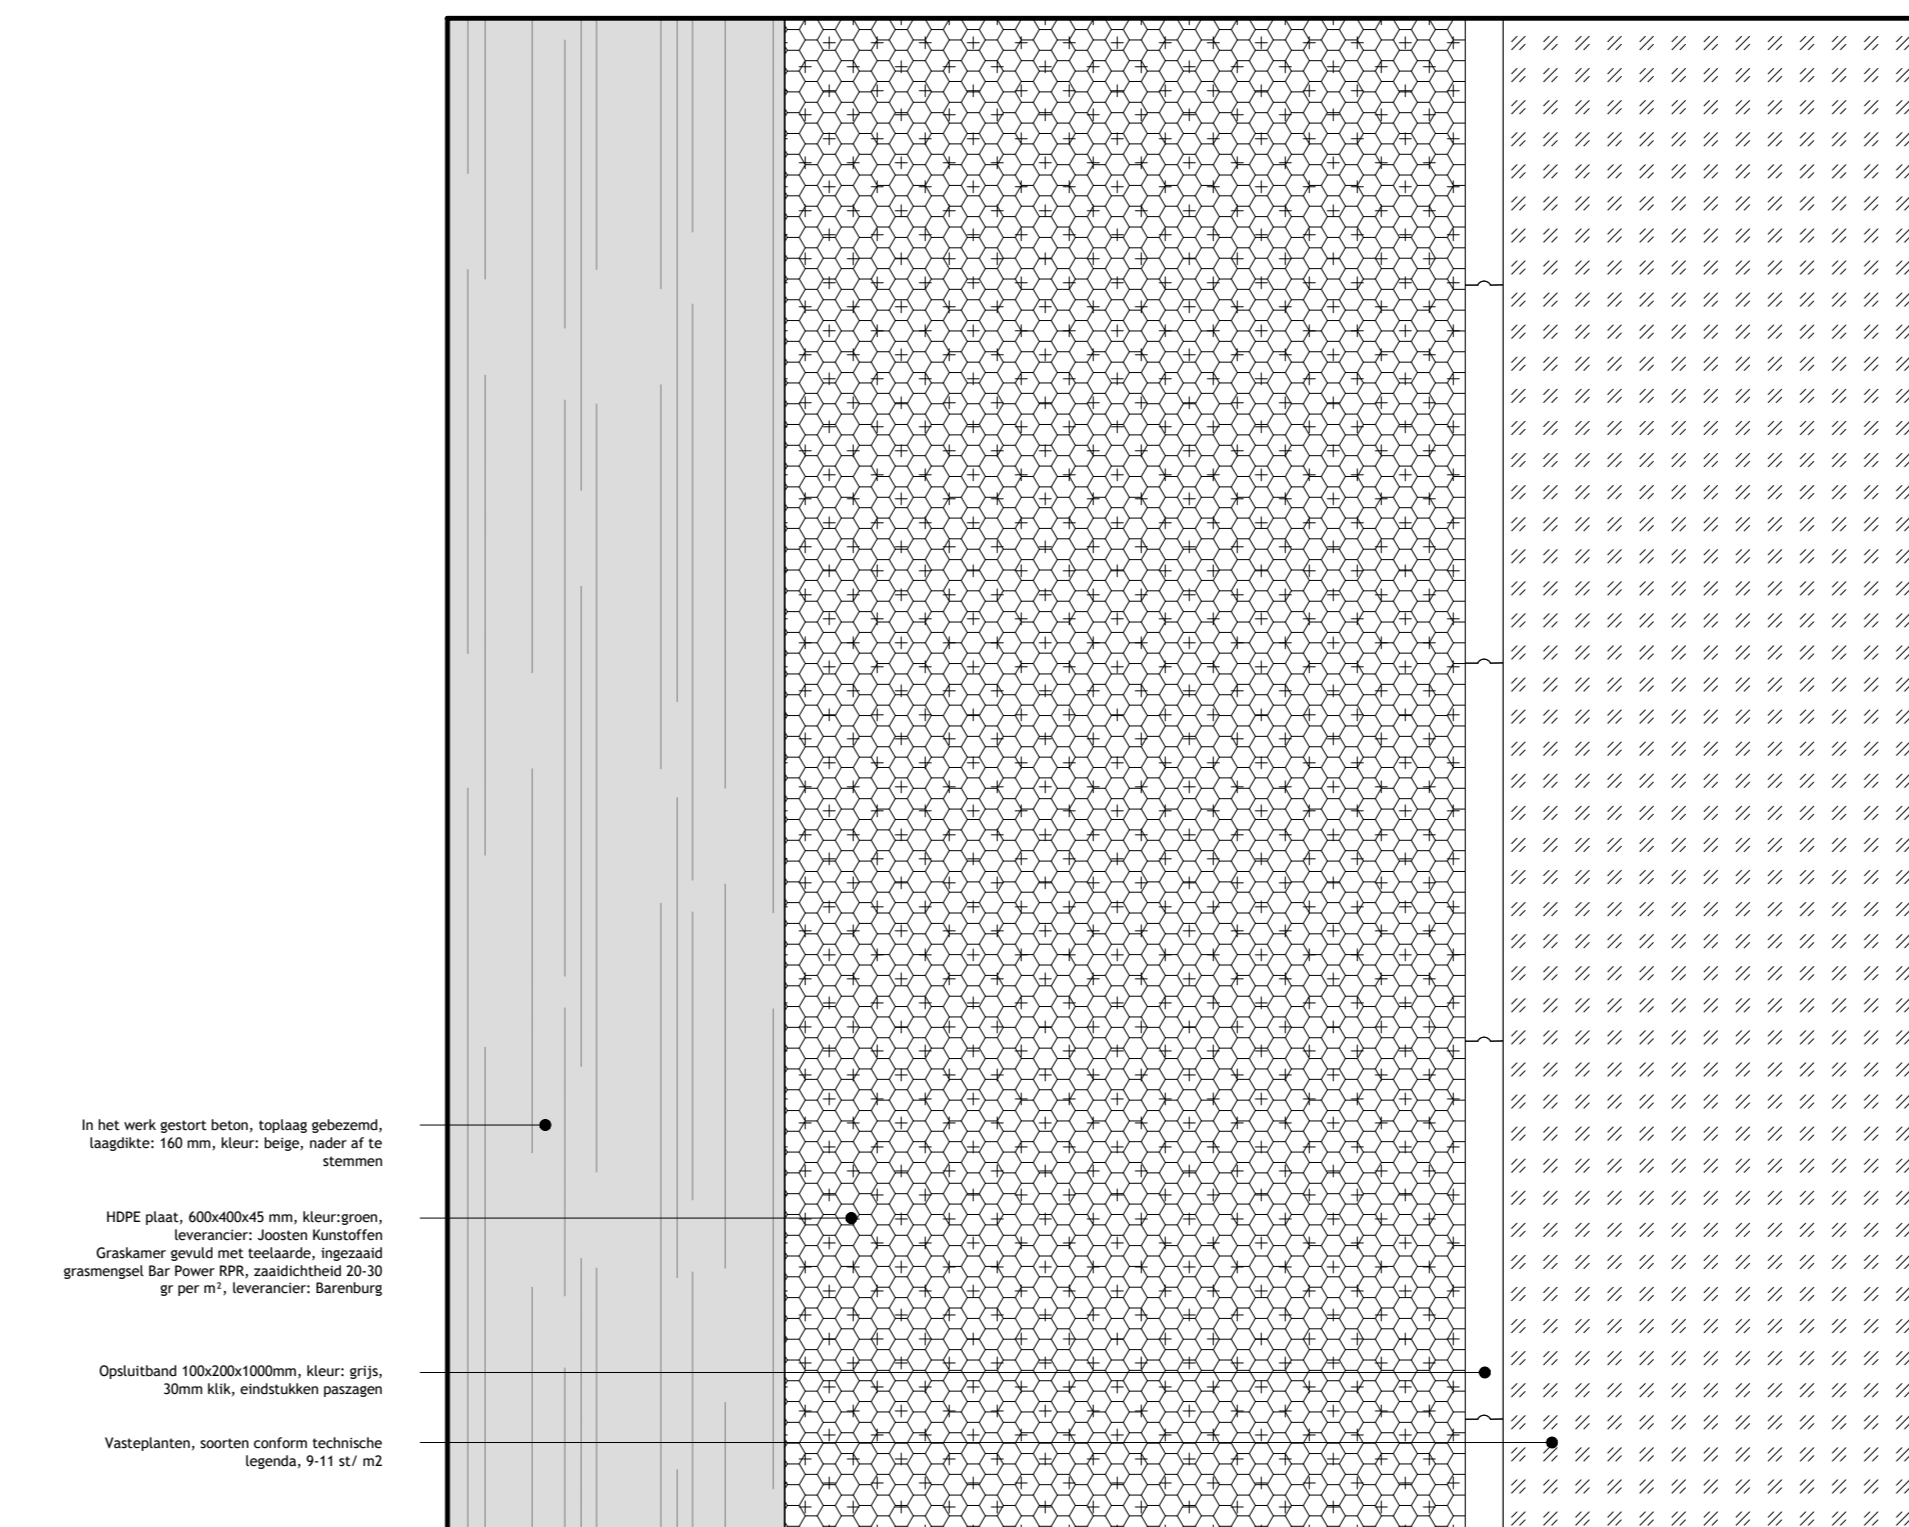 In het werk gestort beton, toplaag gebezemd,
laagdikte: 160 mm, kleur: beige, nader af te
stemmen
HDPE plaat, 600x400x45 mm, kleur:groen,
leverancier: Joosten Kunstoffen
Graskamer gevuld met teelaarde, ingezaaid
grasmengsel Bar Power RPR, zaaidichtheid 20-30
gr per m², leverancier: Barenburg
Opsluitband 100x200x1000mm, kleur: grijs,
30mm klik, eindstukken paszagen
Vasteplanten, soorten conform technische
legenda, 9-11 st/ m2